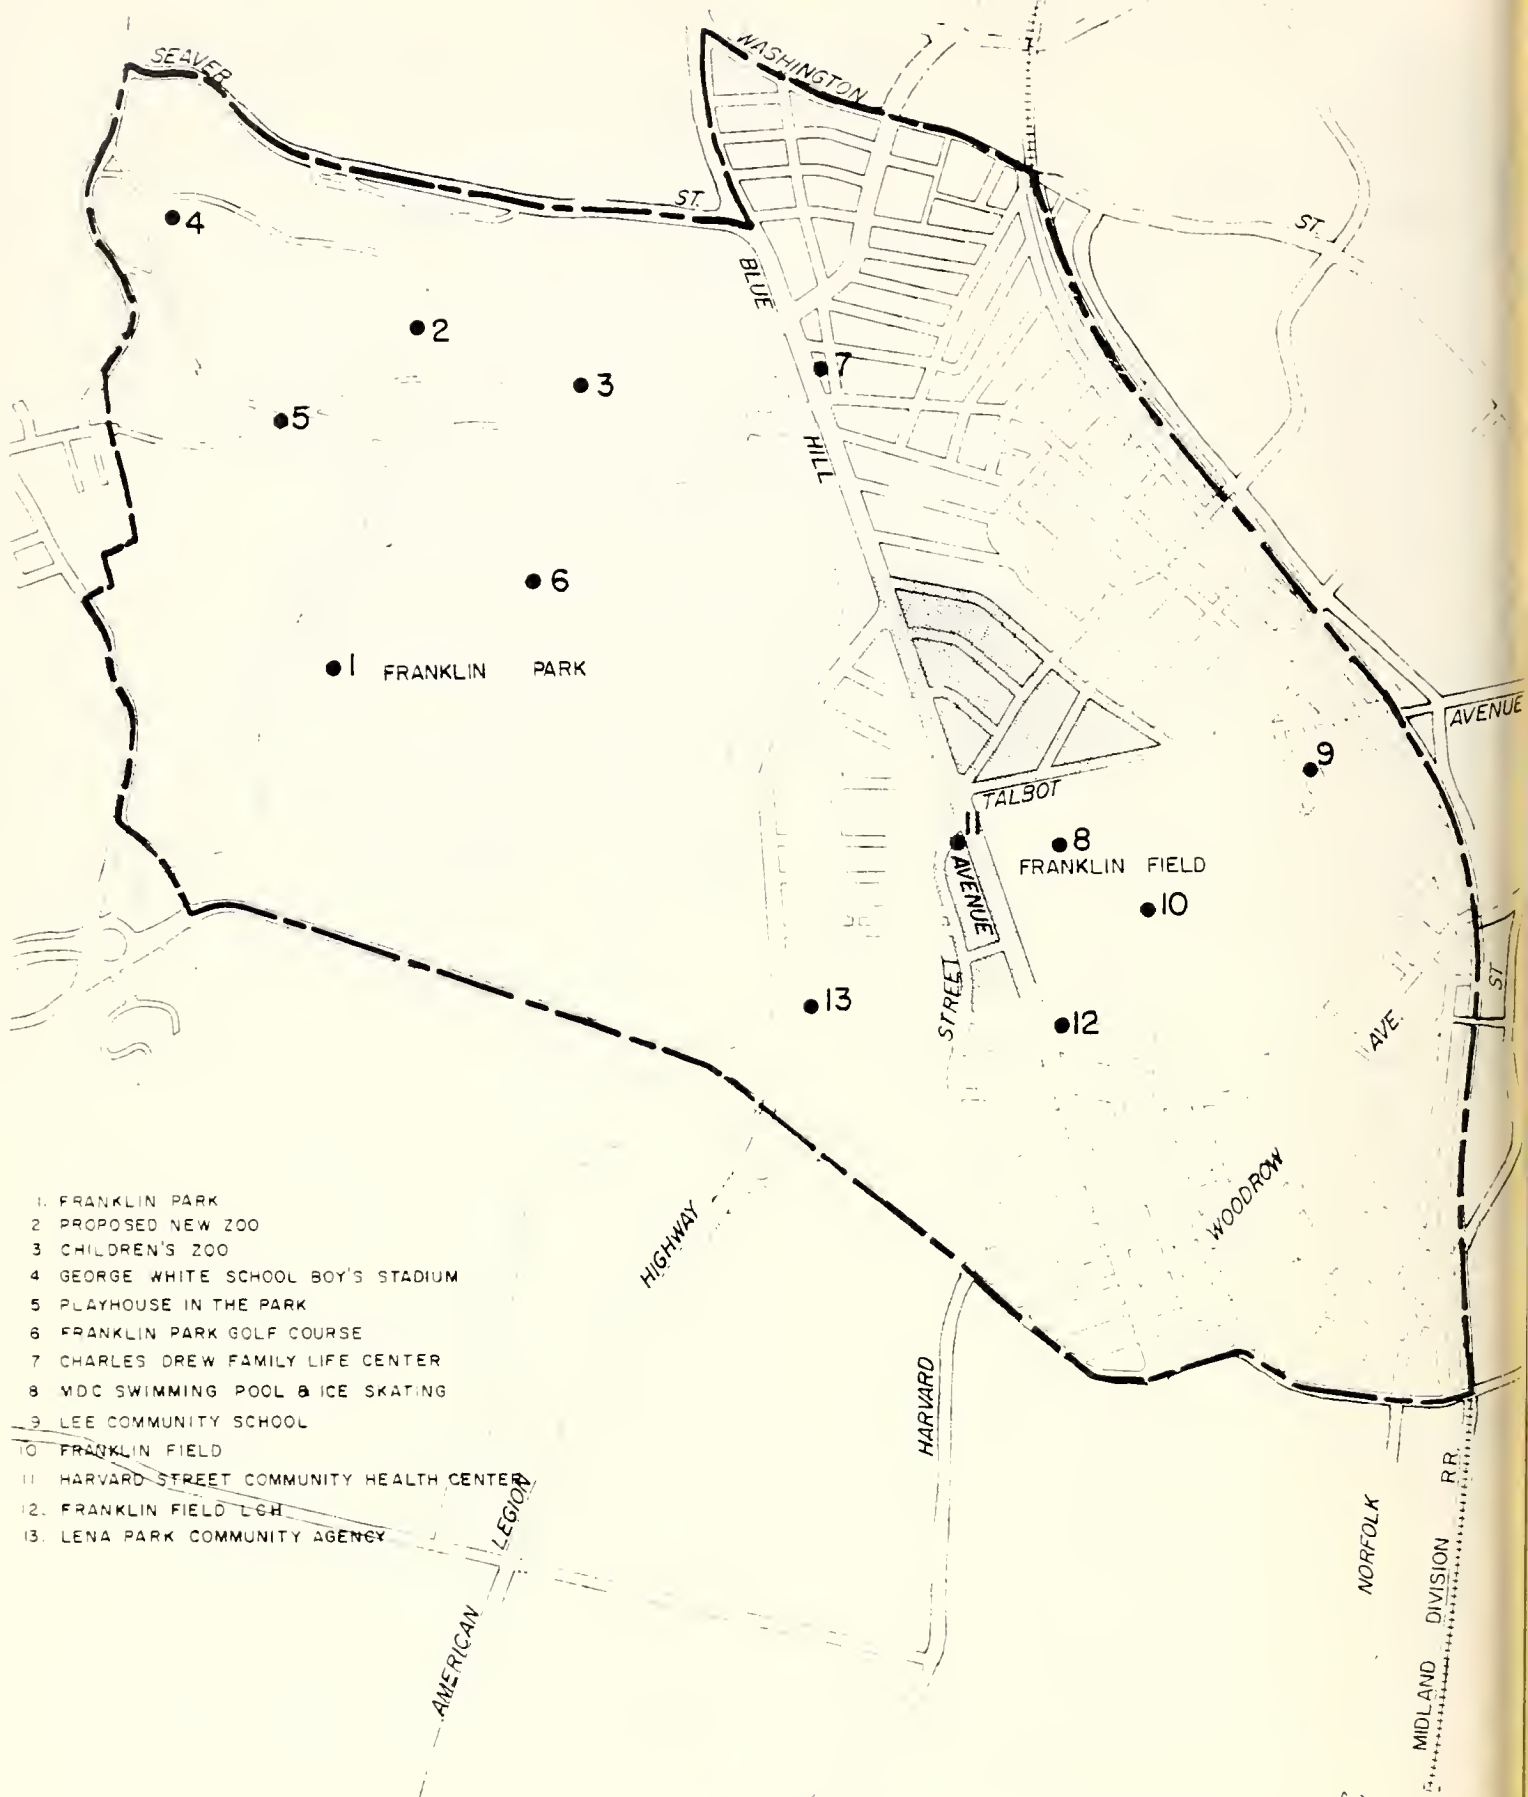 SEAVER
WASHINGTON
ST.
ST.
4
BLUE
2
3
7
5
HILL
6
1 FRANKLIN PARK
AVENUE
9
TALBOT
11
8
FRANKLIN FIELD
AVENUE
10
STREET
ST
13
12
AVE.
WOODROW
HIGHWAY
1. FRANKLIN PARK
2 PROPOSED NEW ZOO
3 CHILDREN'S ZOO
4 GEORGE WHITE SCHOOL BOY'S STADIUM
5 PLAYHOUSE IN THE PARK
6 FRANKLIN PARK GOLF COURSE
7 CHARLES DREW FAMILY LIFE CENTER
8 MDC SWIMMING POOL & ICE SKATING
9 LEE COMMUNITY SCHOOL
10 FRANKLIN FIELD
11 HARVARD STREET COMMUNITY HEALTH CENTER
12. FRANKLIN FIELD LGH
13. LENA PARK COMMUNITY AGENCY
HARVARD
AMERICAN LEGION
NORFOLK
MIDLAND DIVISION RR.